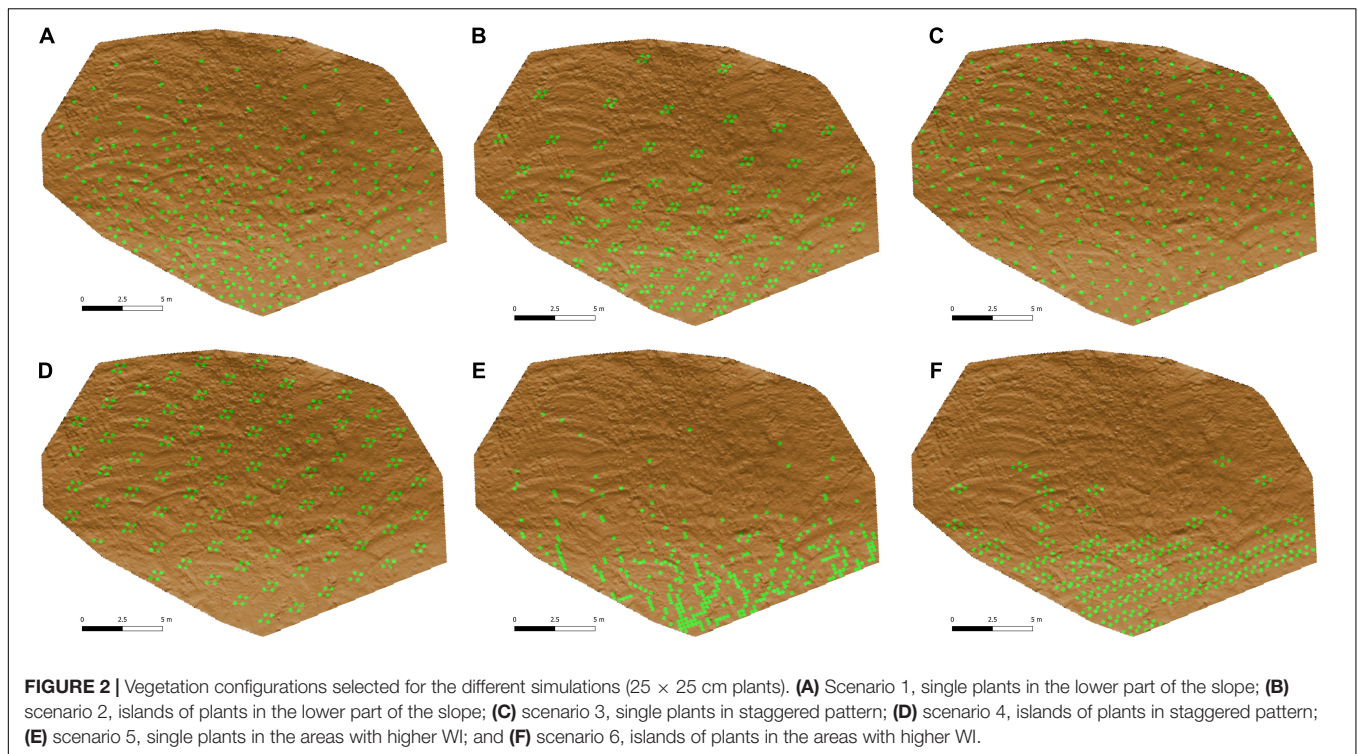 A
B
C
0 2.5 5 m
0 2.5 5 m
0 2.5 5 m
D
E
F
0 2.5 5 m
0 2.5 5 m
0 2.5 5 m
FIGURE 2 | Vegetation configurations selected for the different simulations (25 × 25 cm plants). (A) Scenario 1, single plants in the lower part of the slope; (B)
scenario 2, islands of plants in the lower part of the slope; (C) scenario 3, single plants in staggered pattern; (D) scenario 4, islands of plants in staggered pattern;
(E) scenario 5, single plants in the areas with higher WI; and (F) scenario 6, islands of plants in the areas with higher WI.